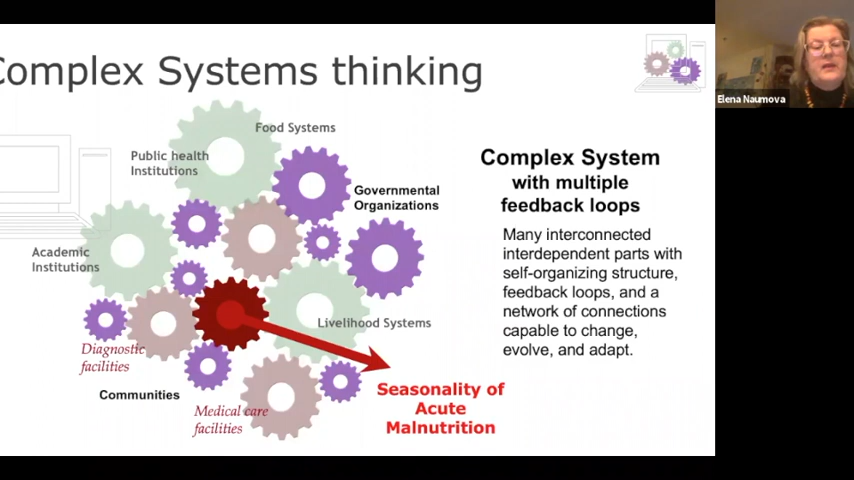 Complex Systems thinking
Elena Naumova
Food Systems
Public health
Institutions
Governmental
Organizations
Academic
Institutions
Livelihood Systems
Diagnostic
facilities
Communities
Medical care
facilities
Seasonality of
Acute
Malnutrition
Complex System
with multiple
feedback loops
Many interconnected
interdependent parts with
self-organizing structure,
feedback loops, and a
network of connections
capable to change,
evolve, and adapt.